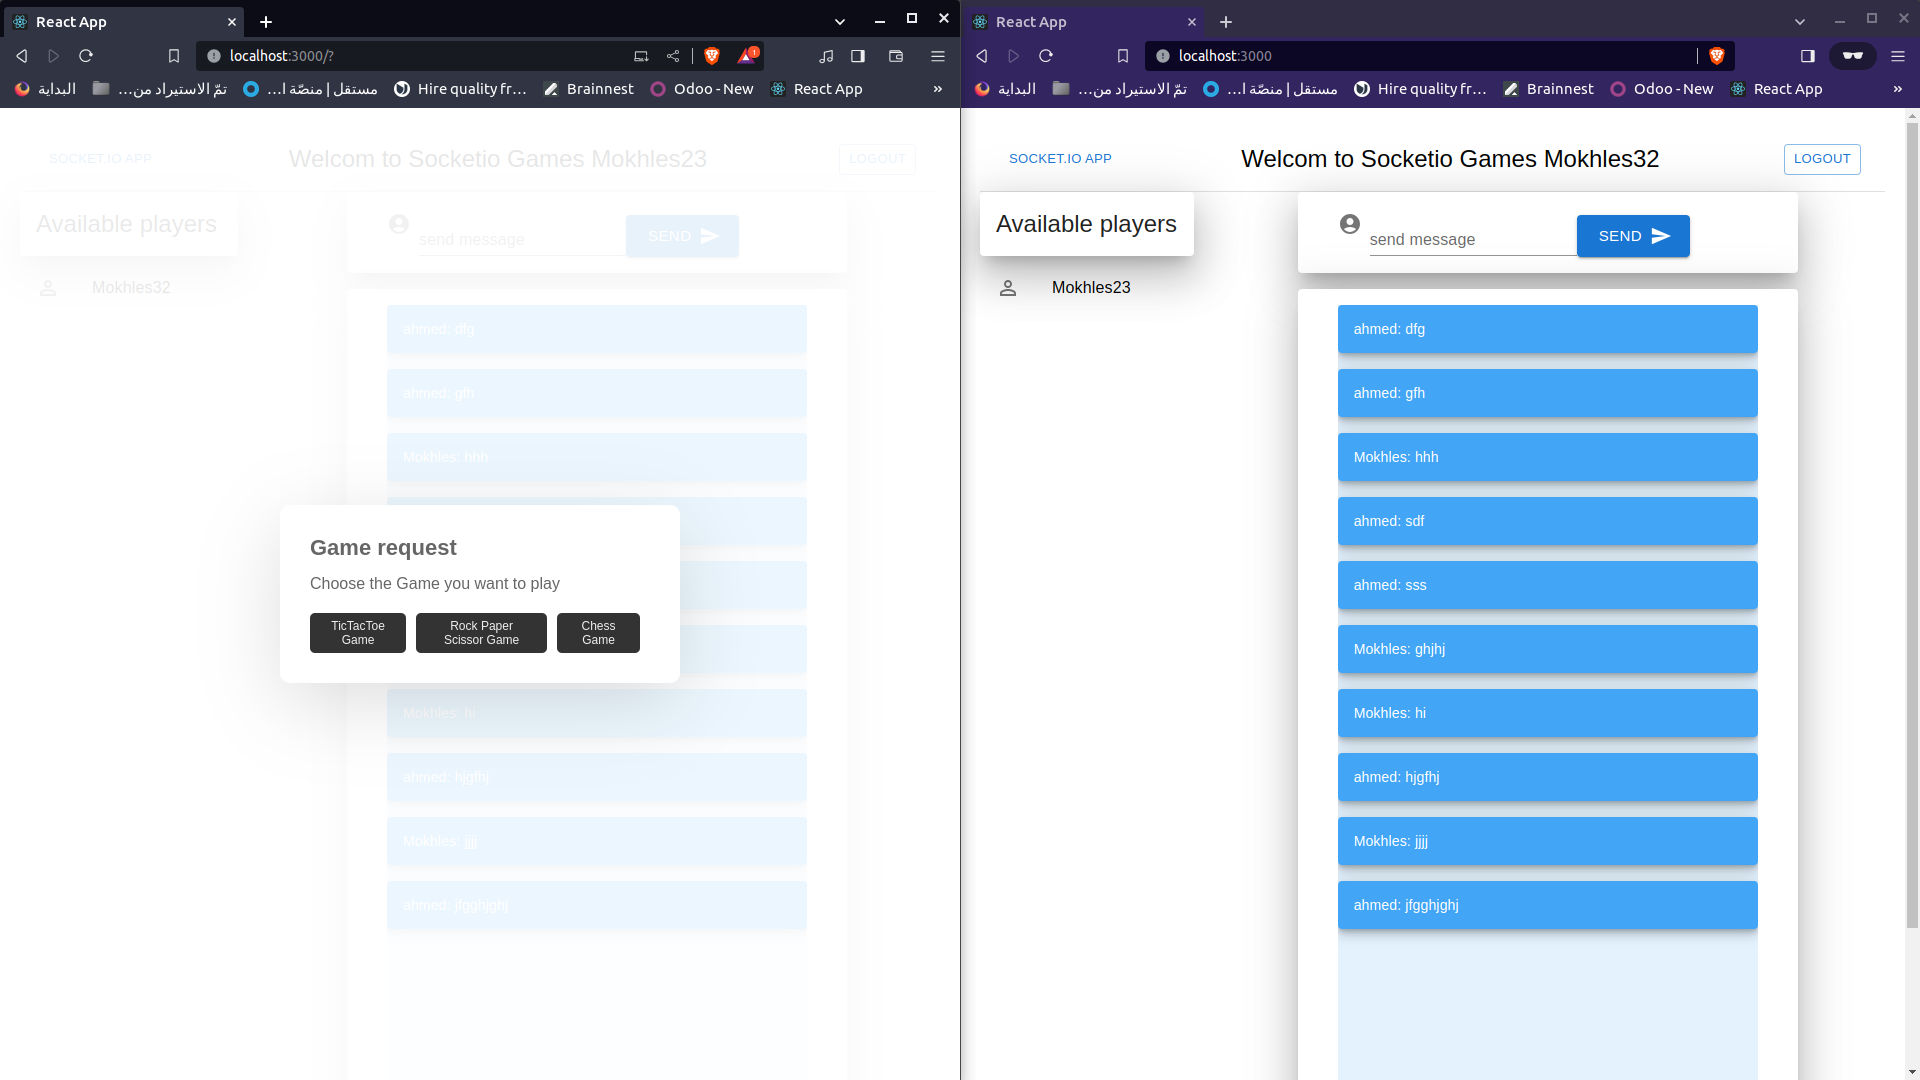 React App
localhost:3000/?
البداية
تمّ الاستيراد من...
مستقل | منصّة ا...
Hire quality fr...
Brainnest
Odoo - New
React App
»
SOCKET.IO APP
Welcom to Socketio Games Mokhles23
LOGOUT
Available players
send message
SEND
Mokhles32
ahmed: dfg
ahmed: gfh
Mokhles: hhh
Game request
Choose the Game you want to play
TicTacToe
Game
Rock Paper
Scissor Game
Chess
Game
Mokhles: hi
ahmed: hjgfhj
Mokhles: jjjj
ahmed: jfgghjghj
React App
localhost:3000
البداية
تمّ الاستيراد من...
مستقل | منصّة ا...
Hire quality fr...
Brainnest
Odoo - New
React App
»
SOCKET.IO APP
Welcom to Socketio Games Mokhles32
LOGOUT
Available players
send message
SEND
Mokhles23
ahmed: dfg
ahmed: gfh
Mokhles: hhh
ahmed: sdf
ahmed: sss
Mokhles: ghjhj
Mokhles: hi
ahmed: hjgfhj
Mokhles: jjjj
ahmed: jfgghjghj